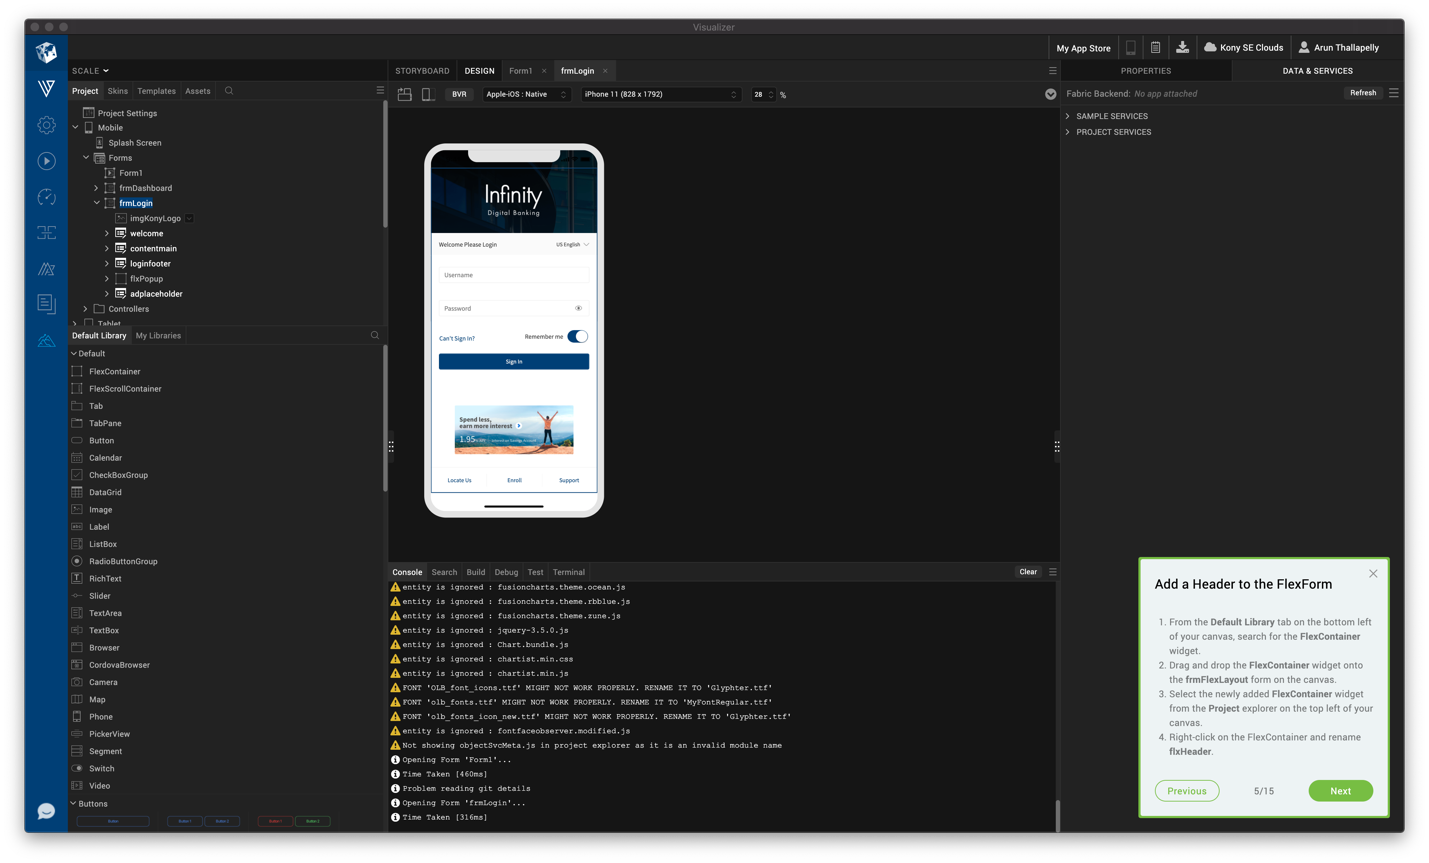 Visualizer
My App Store
Kony SE Clouds
Arun Thallapelly
SCALE
Project Skins Templates Assets
Project Settings
Mobile
Splash Screen
Forms
Form1
frmDashboard
frmLogin
imgKonyLogo
welcome
contentmain
loginfooter
flxPopup
adplaceholder
Controllers
Tablet
Default Library My Libraries
Default
FlexContainer
FlexScrollContainer
Tab
TabPane
Button
Calendar
CheckBoxGroup
DataGrid
Image
Label
ListBox
RadioButtonGroup
RichText
Slider
TextArea
TextBox
Browser
CordovaBrowser
Camera
Map
Phone
PickerView
Segment
Switch
Video
Buttons
STORYBOARD DESIGN Form1 × frmLogin ×
BVR Apple-iOS : Native iPhone 11 (828 x 1792) 28 %
Infinity
Digital Banking
Welcome Please Login US English
Username
Password
Can't Sign In? Remember me
Sign In
Spend less,
earn more interest
1.95
Locate Us Enroll Support
Console Search Build Debug Test Terminal Clear
entity is ignored : fusioncharts.theme.ocean.js
entity is ignored : fusioncharts.theme.rbblue.js
entity is ignored : fusioncharts.theme.zune.js
entity is ignored : jquery-3.5.0.js
entity is ignored : Chart.bundle.js
entity is ignored : chartist.min.css
entity is ignored : chartist.min.js
FONT 'OLB_font_icons.ttf' MIGHT NOT WORK PROPERLY. RENAME IT TO 'Glyphter.ttf'
FONT 'olb_fonts.ttf' MIGHT NOT WORK PROPERLY. RENAME IT TO 'MyFontRegular.ttf'
FONT 'olb_fonts_icon_new.ttf' MIGHT NOT WORK PROPERLY. RENAME IT TO 'Glyphter.ttf'
entity is ignored : fontfaceobserver.modified.js
Not showing objectSvcMeta.js in project explorer as it is an invalid module name
Opening Form 'Form1'...
Time Taken [460ms]
Problem reading git details
Opening Form 'frmLogin'...
Time Taken [316ms]
PROPERTIES DATA & SERVICES
Fabric Backend: No app attached Refresh
SAMPLE SERVICES
PROJECT SERVICES
Add a Header to the FlexForm
1. From the Default Library tab on the bottom left
of your canvas, search for the FlexContainer
widget.
2. Drag and drop the FlexContainer widget onto
the frmFlexLayout form on the canvas.
3. Select the newly added FlexContainer widget
from the Project explorer on the top left of your
canvas.
4. Right-click on the FlexContainer and rename
flxHeader.
Previous 5/15 Next